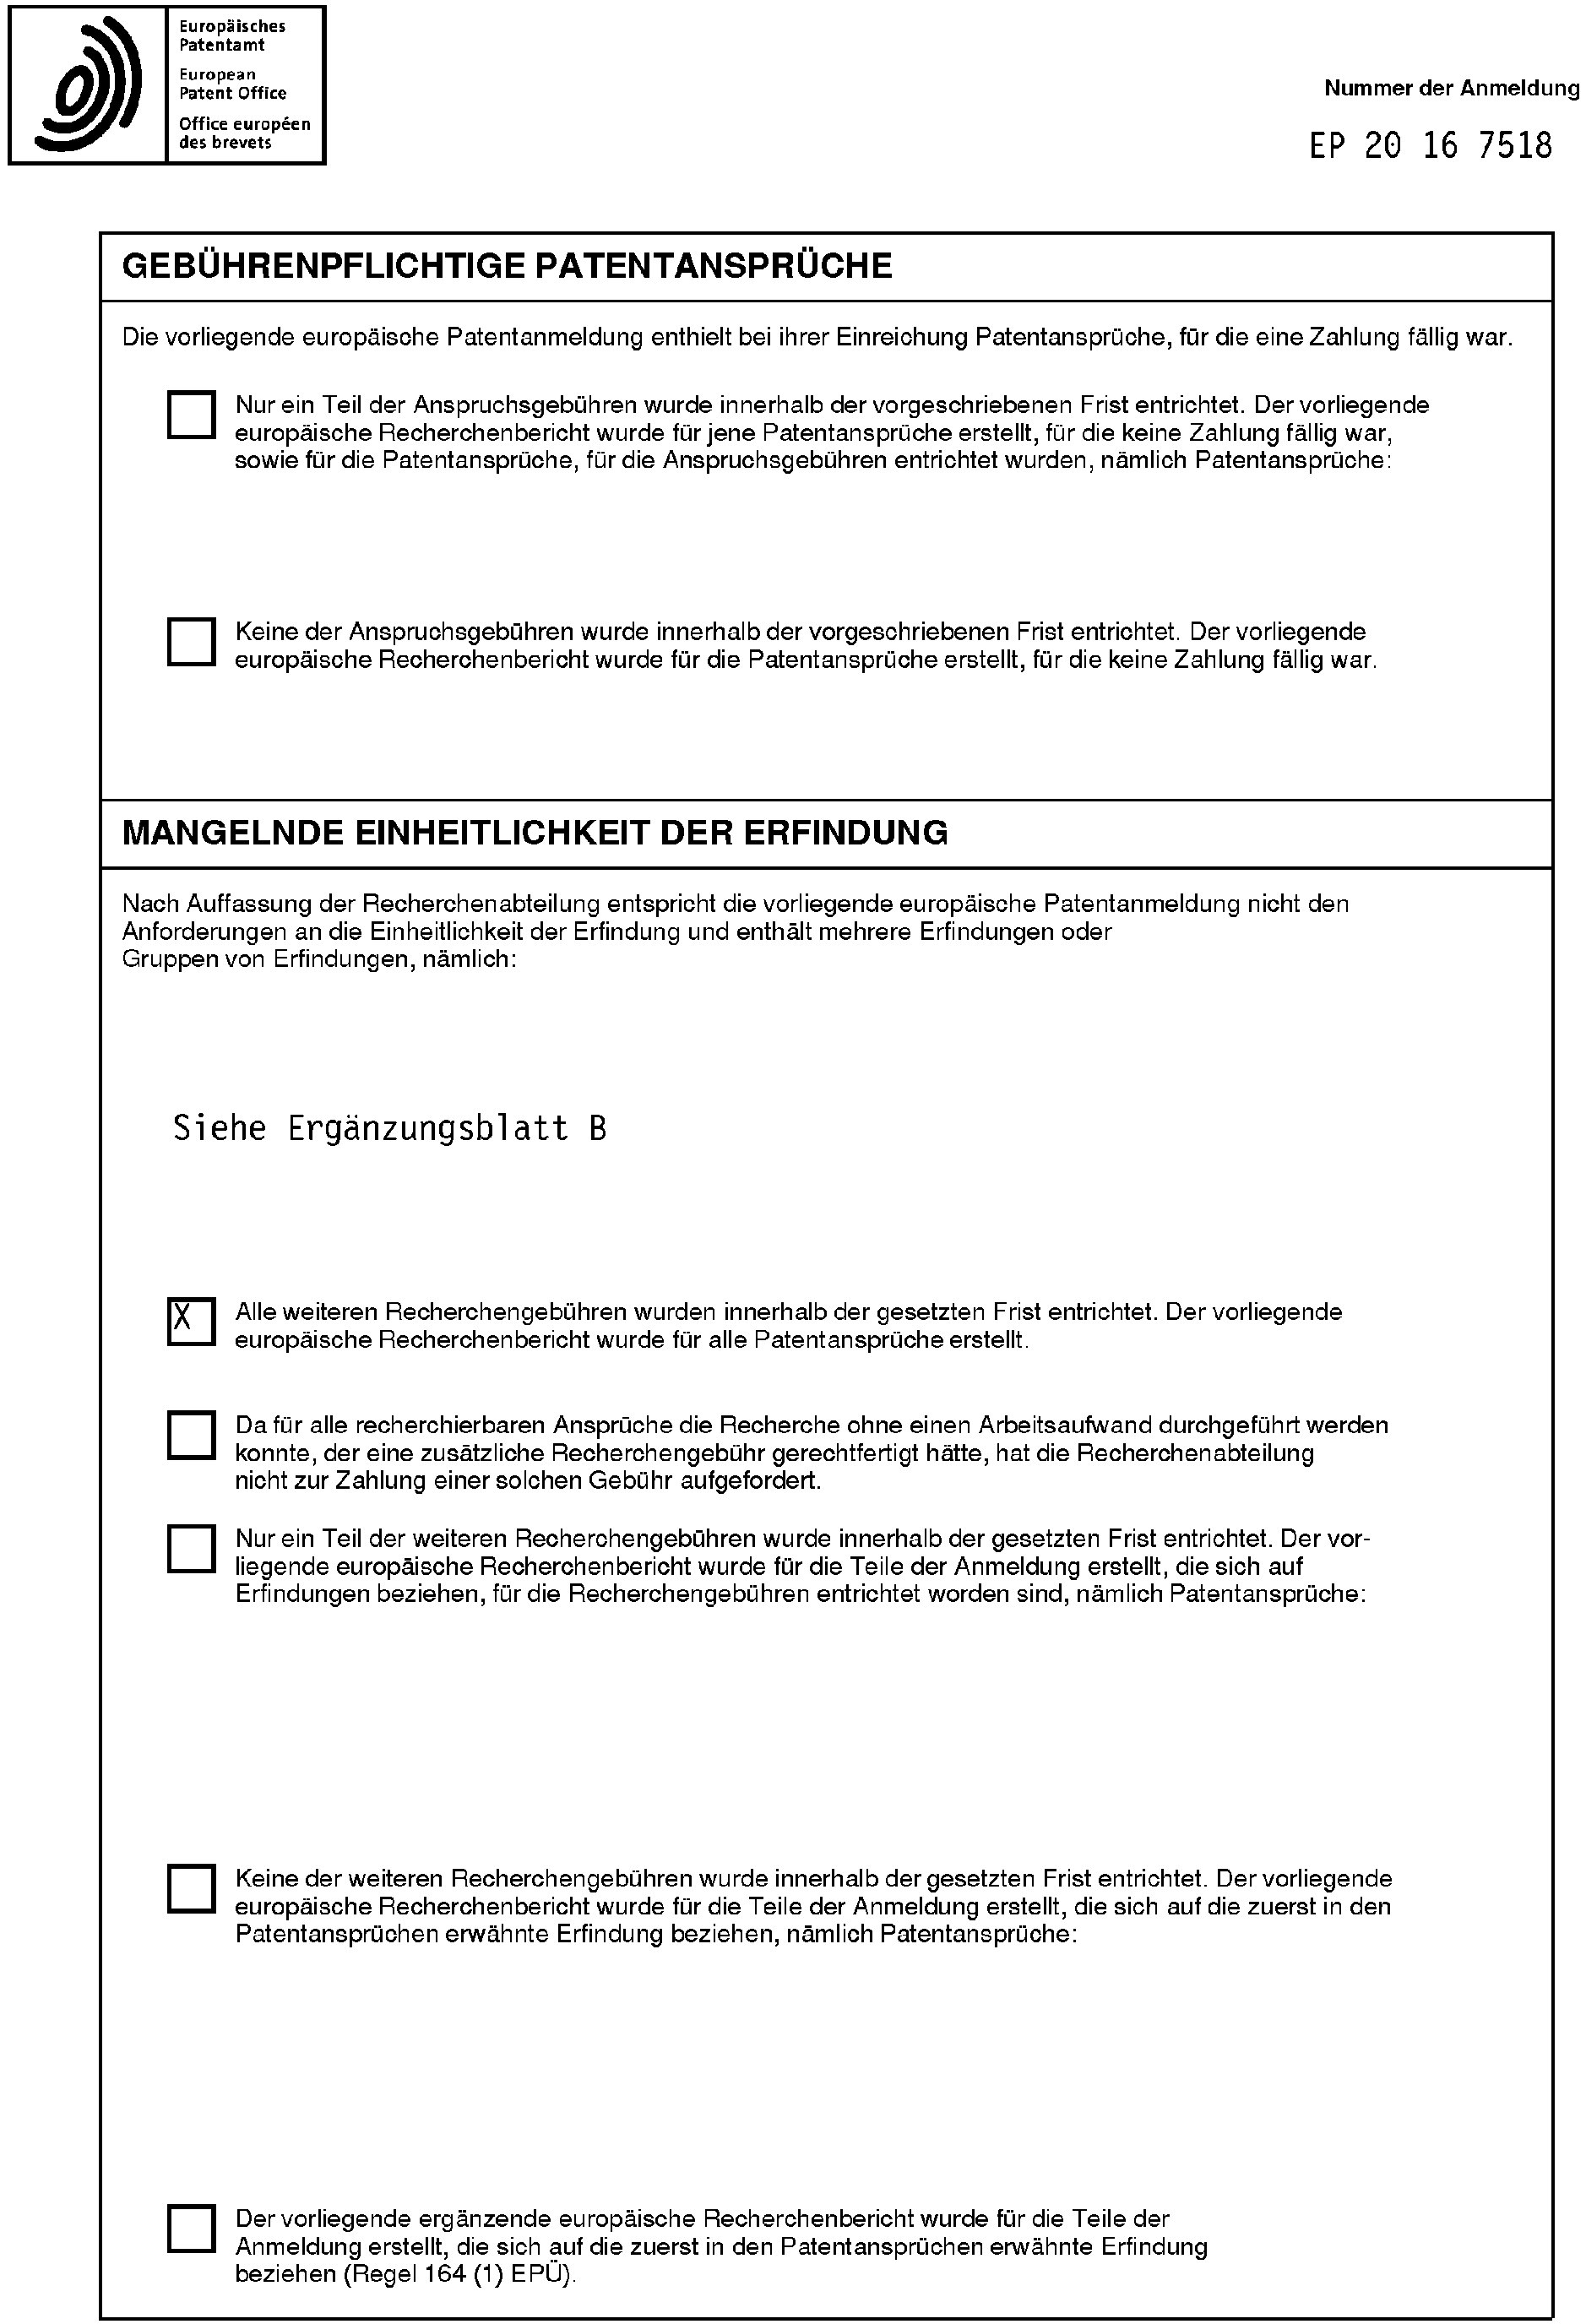 Europäisches
Patentamt
European
Patent Office
Office européen
des brevets
Nummer der Anmeldung
EP 20 16 7518
GEBÜHRENPFLICHTIGE PATENTANSPRÜCHE
Die vorliegende europäische Patentanmeldung enthielt bei ihrer Einreichung Patentansprüche, für die eine Zahlung fällig war.
Nur ein Teil der Anspruchsgebühren wurde innerhalb der vorgeschriebenen Frist entrichtet. Der vorliegende
europäische Recherchenbericht wurde für jene Patentansprüche erstellt, für die keine Zahlung fällig war,
sowie für die Patentansprüche, für die Anspruchsgebühren entrichtet wurden, nämlich Patentansprüche:
Keine der Anspruchsgebühren wurde innerhalb der vorgeschriebenen Frist entrichtet. Der vorliegende
europäische Recherchenbericht wurde für die Patentansprüche erstellt, für die keine Zahlung fällig war.
MANGELNDE EINHEITLICHKEIT DER ERFINDUNG
Nach Auffassung der Recherchenabteilung entspricht die vorliegende europäische Patentanmeldung nicht den
Anforderungen an die Einheitlichkeit der Erfindung und enthält mehrere Erfindungen oder
Gruppen von Erfindungen, nämlich:
Siehe Ergänzungsblatt B
X Alle weiteren Recherchengebühren wurden innerhalb der gesetzten Frist entrichtet. Der vorliegende
europäische Recherchenbericht wurde für alle Patentansprüche erstellt.
Da für alle recherchierbaren Ansprüche die Recherche ohne einen Arbeitsaufwand durchgeführt werden
konnte, der eine zusätzliche Recherchengebühr gerechtfertigt hätte, hat die Recherchenabteilung
nicht zur Zahlung einer solchen Gebühr aufgefordert.
Nur ein Teil der weiteren Recherchengebühren wurde innerhalb der gesetzten Frist entrichtet. Der vor-
liegende europäische Recherchenbericht wurde für die Teile der Anmeldung erstellt, die sich auf
Erfindungen beziehen, für die Recherchengebühren entrichtet worden sind, nämlich Patentansprüche:
Keine der weiteren Recherchengebühren wurde innerhalb der gesetzten Frist entrichtet. Der vorliegende
europäische Recherchenbericht wurde für die Teile der Anmeldung erstellt, die sich auf die zuerst in den
Patentansprüchen erwähnte Erfindung beziehen, nämlich Patentansprüche:
Der vorliegende ergänzende europäische Recherchenbericht wurde für die Teile der
Anmeldung erstellt, die sich auf die zuerst in den Patentansprüchen erwähnte Erfindung
beziehen (Regel 164 (1) EPÜ).